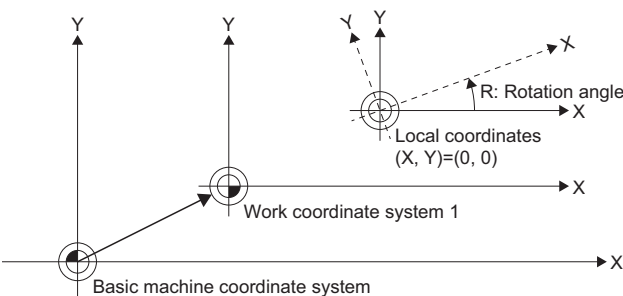 Y
Y
Y
Y
X
R: Rotation angle
X
Local coordinates
(X, Y)=(0, 0)
X
Work coordinate system 1
X
Basic machine coordinate system